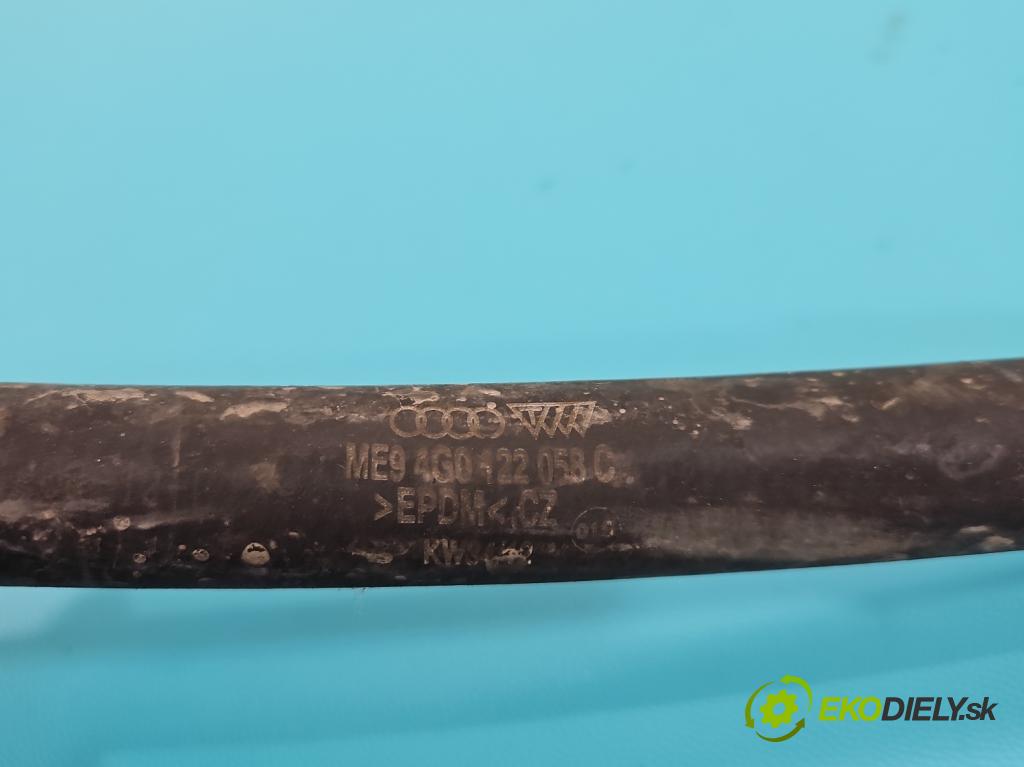 ME9 4G0 122 058 C
>EPDM< CZ
EKODIELY.sk